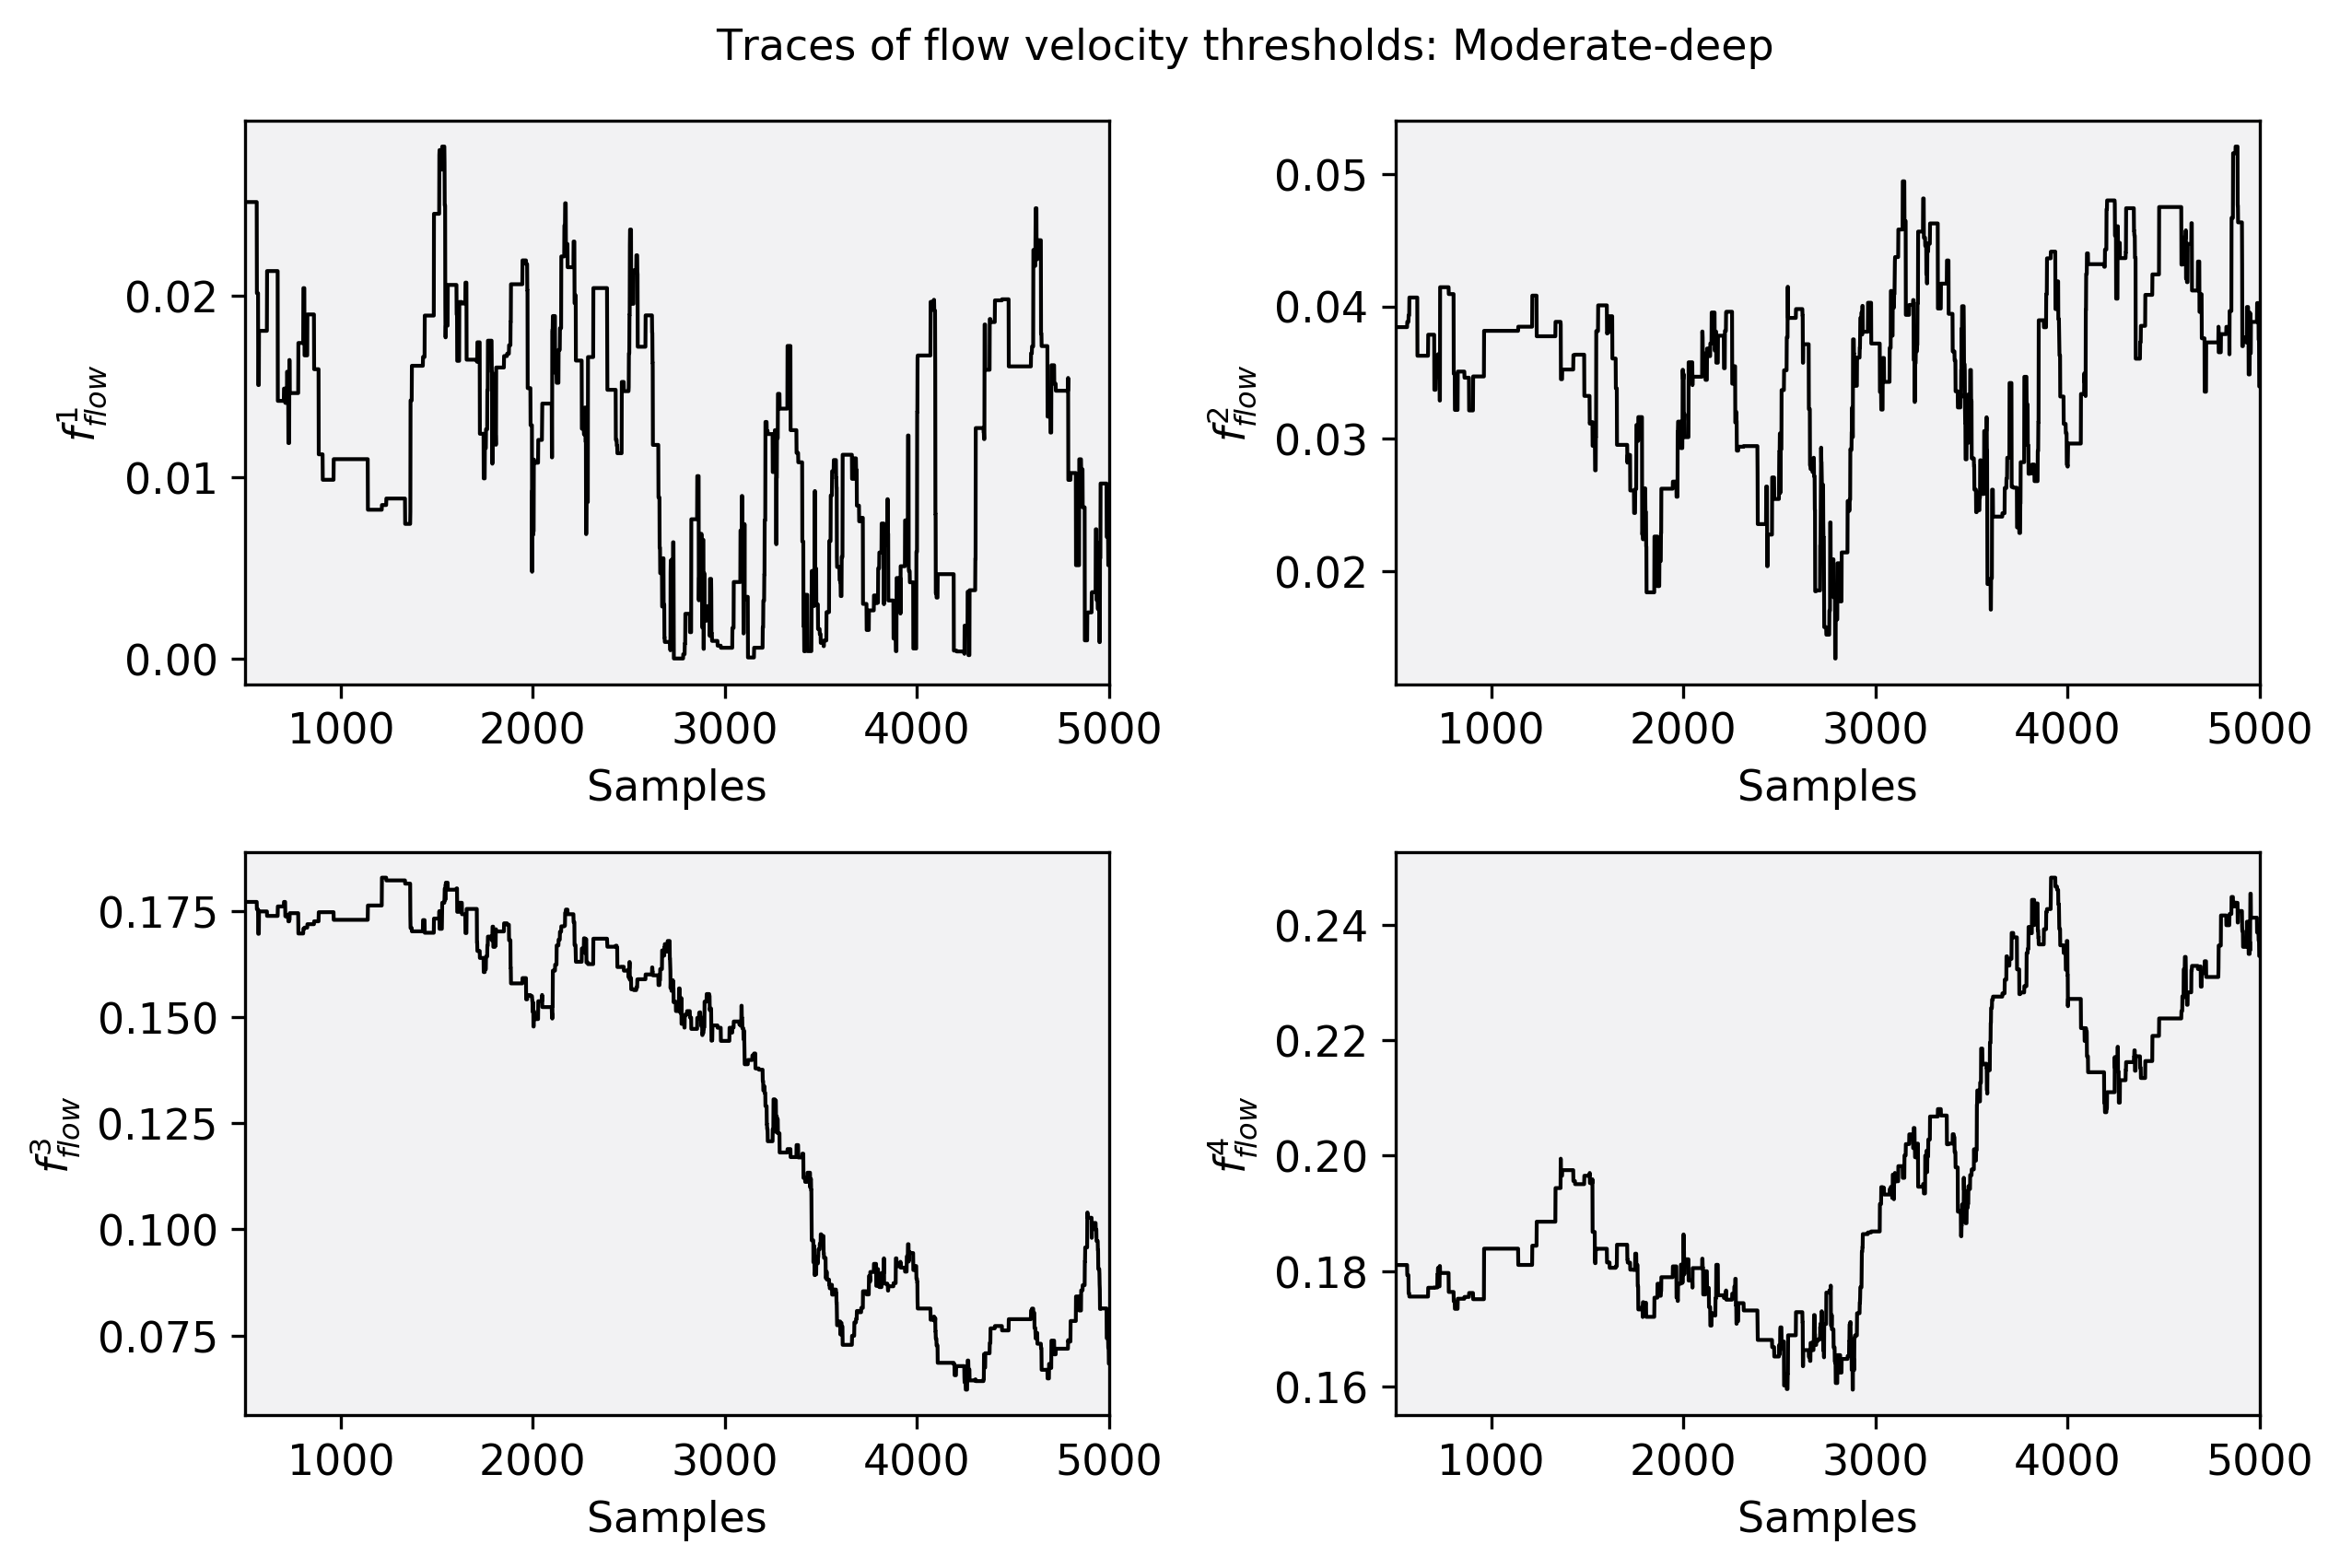 Traces of flow velocity thresholds: Moderate-deep
f^1_flow
0.02
0.01
0.00
1000 2000 3000 4000 5000
Samples
f^2_flow
0.05
0.04
0.03
0.02
1000 2000 3000 4000 5000
Samples
f^3_flow
0.175
0.150
0.125
0.100
0.075
1000 2000 3000 4000 5000
Samples
f^4_flow
0.24
0.22
0.20
0.18
0.16
1000 2000 3000 4000 5000
Samples